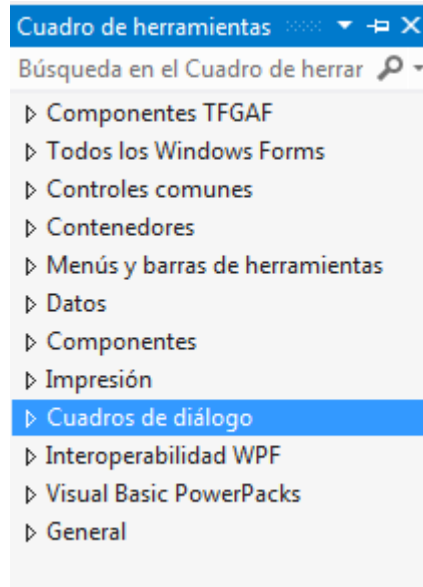 Cuadro de herramientas
Búsqueda en el Cuadro de herrar
Componentes TFGAF
Todos los Windows Forms
Controles comunes
Contenedores
Menús y barras de herramientas
Datos
Componentes
Impresión
Cuadros de diálogo
Interoperabilidad WPF
Visual Basic PowerPacks
General